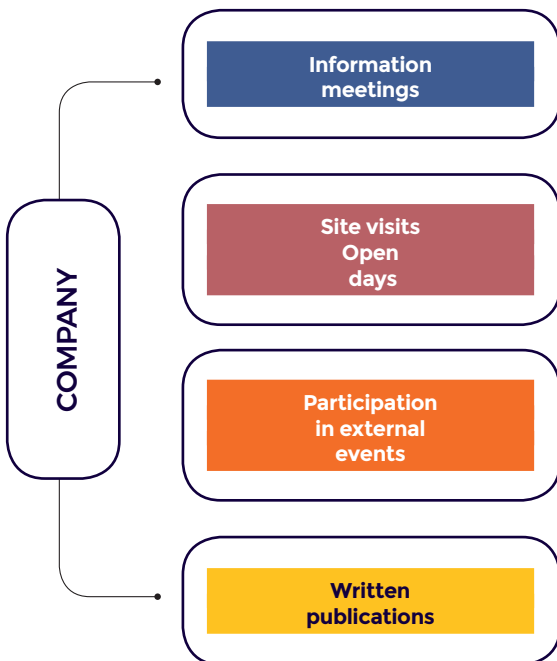 Information
meetings
Site visits
Open
days
COMPANY
Participation
in external
events
Written
publications